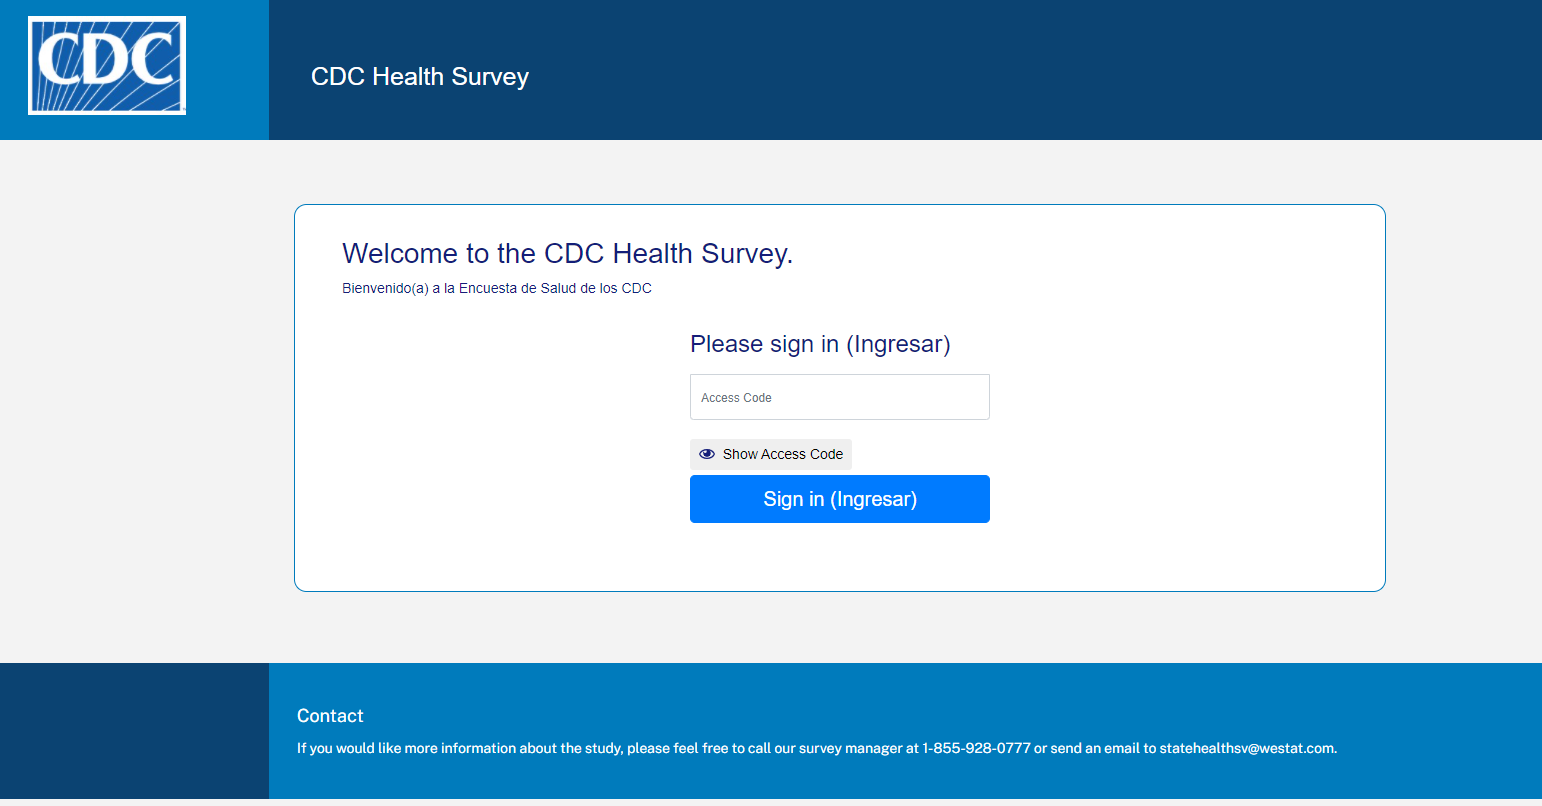 CDC
CDC Health Survey
Welcome to the CDC Health Survey.
Bienvenido(a) a la Encuesta de Salud de los CDC
Please sign in (Ingresar)
Access Code
Show Access Code
Sign in (Ingresar)
Contact
If you would like more information about the study, please feel free to call our survey manager at 1-855-928-0777 or send an email to statehealthsv@westat.com.